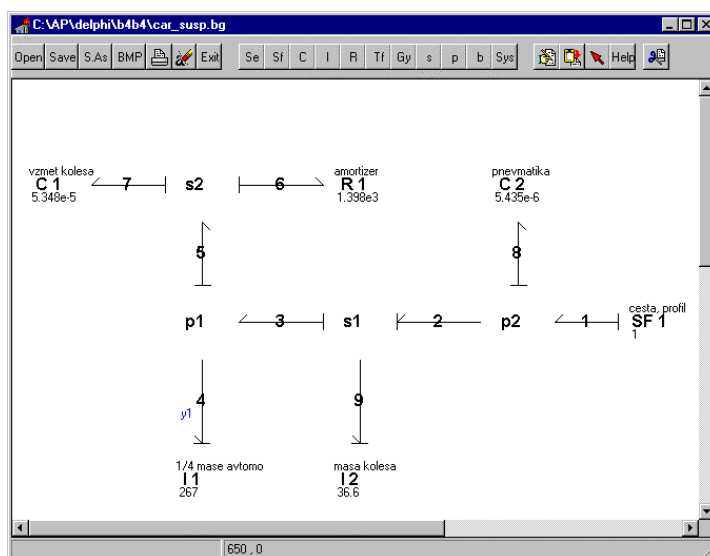 C:\AP\delphi\b4b4\car_susp.bg
Open Save S.As BMP Exit Se Sf C I R Tf Gy s p b Sys Help
vzmet kolesa
C 1
5.348e-5
7
s2
6
amortizer
R 1
1.398e3
pnevmatika
C 2
5.435e-6
5
8
p1
3
s1
2
p2
1
cesta, profil
SF 1
1
4
y1
9
1/4 mase avtomo
I 1
267
masa kolesa
I 2
36.6
650 , 0